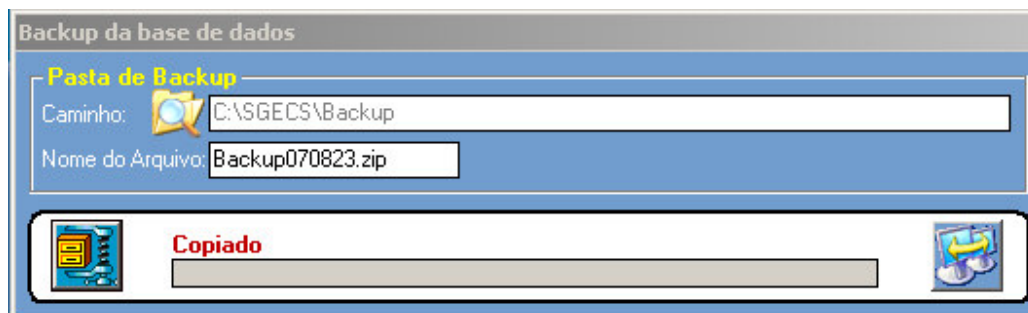 Backup da base de dados
Pasta de Backup
Caminho: C:\SGECS\Backup
Nome do Arquivo: Backup070823.zip
Copiado